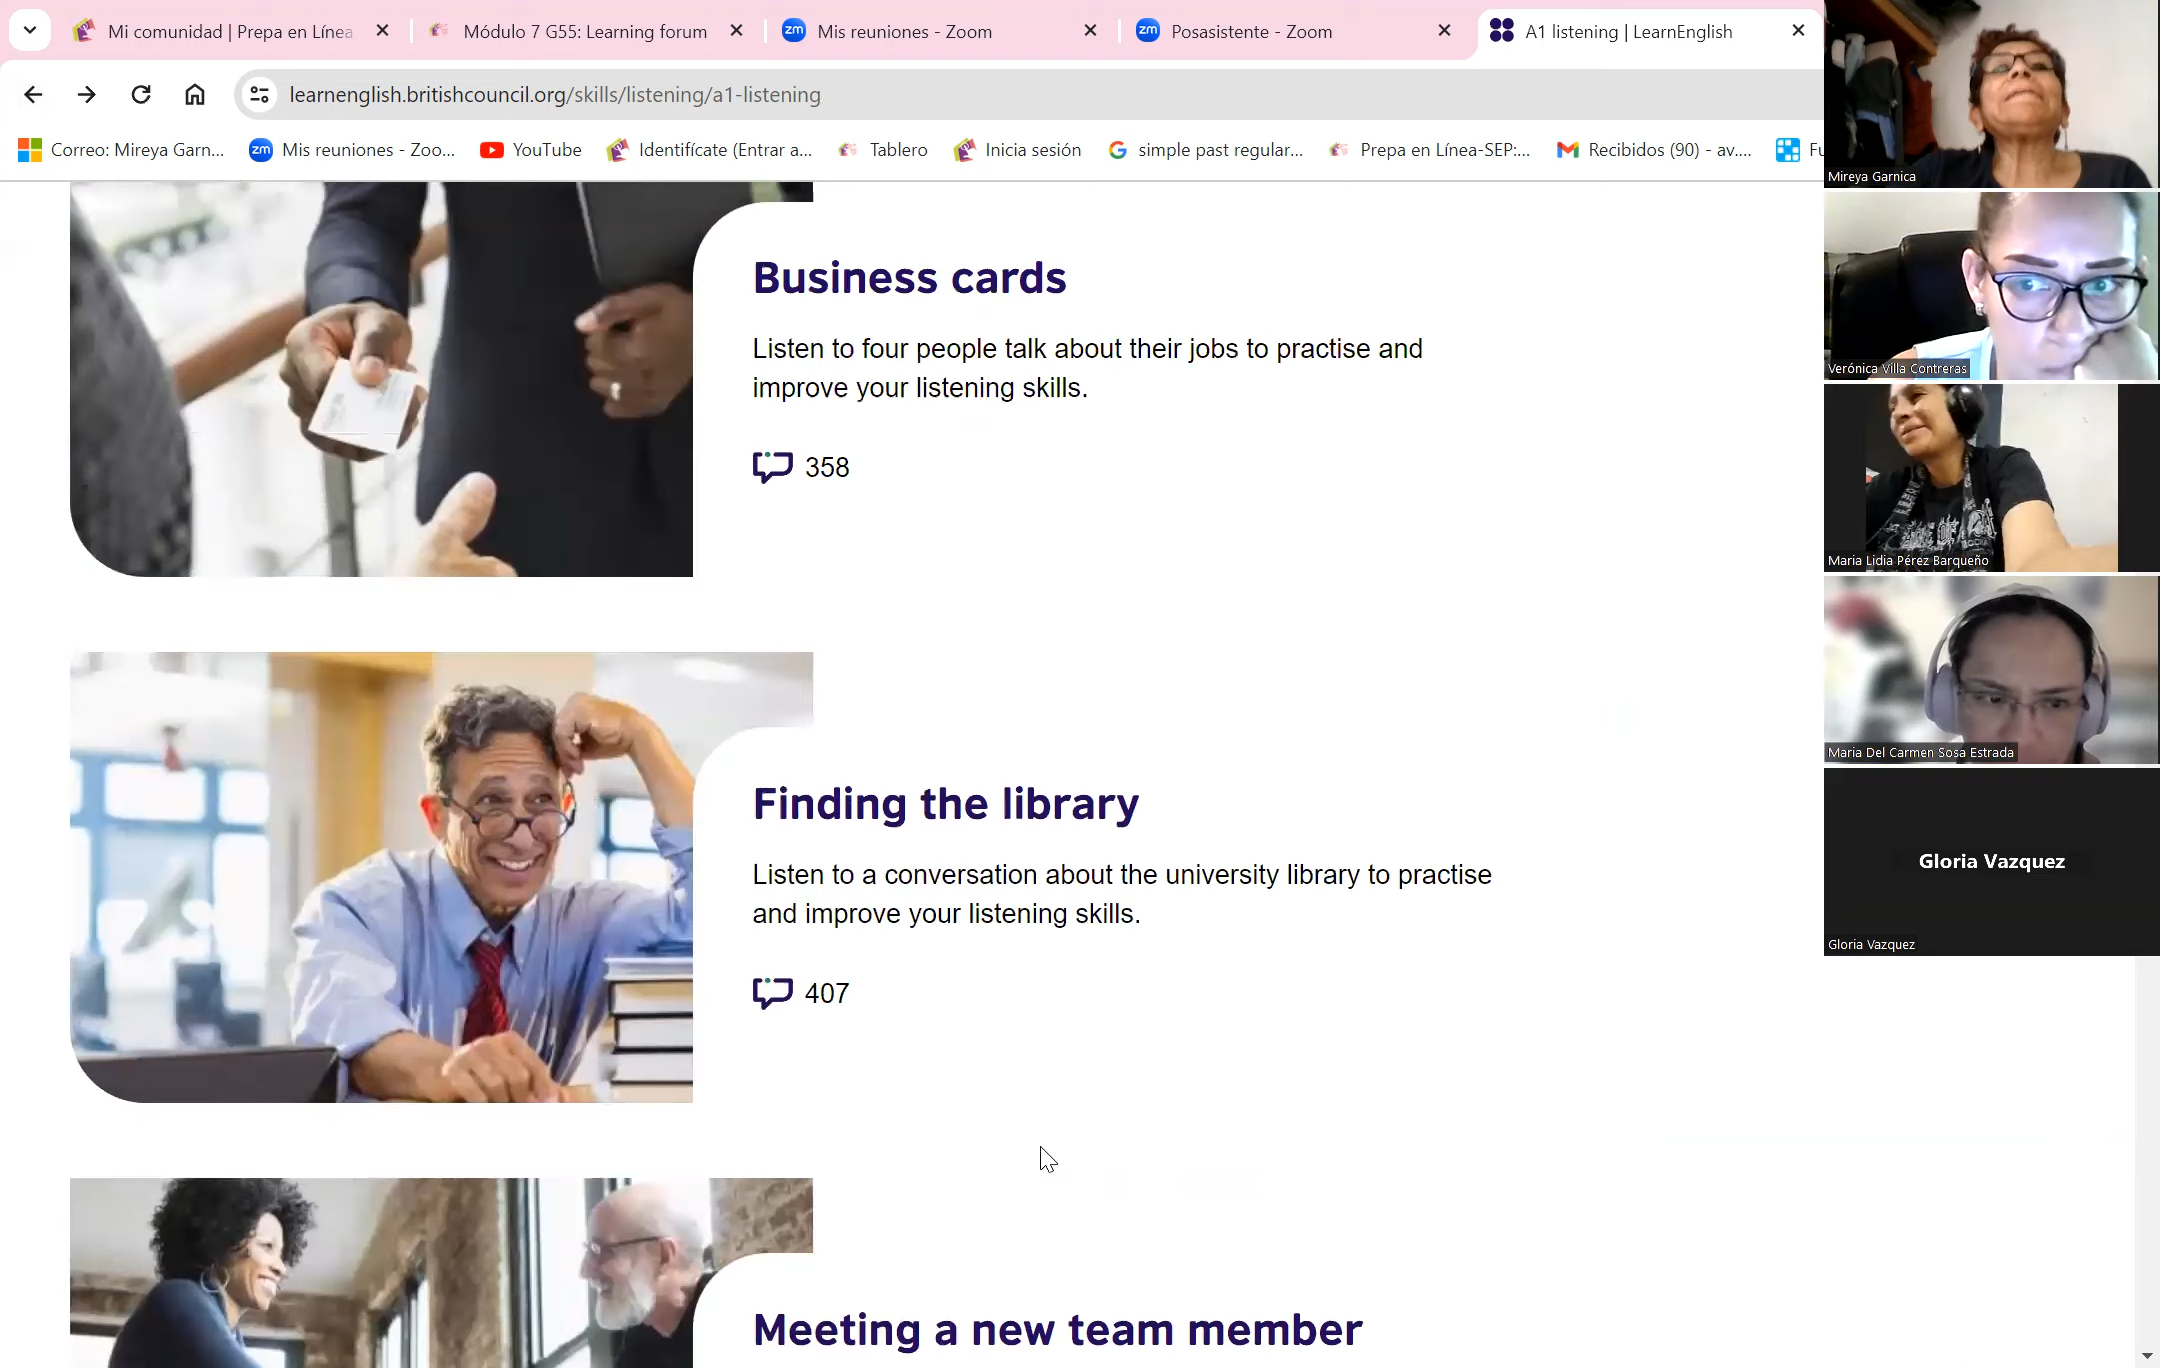 Mi comunidad | Prepa en Línea
Módulo 7 G55: Learning forum
zm Mis reuniones - Zoom
zm Posasistente - Zoom
A1 listening | LearnEnglish
learnenglish.britishcouncil.org/skills/listening/a1-listening
Correo: Mireya Garn...
zm Mis reuniones - Zoo...
YouTube
Identifícate (Entrar a...
Tablero
Inicia sesión
simple past regular...
Prepa en Línea-SEP:...
Recibidos (90) - av....
Fu
Business cards
Listen to four people talk about their jobs to practise and
improve your listening skills.
358
Finding the library
Listen to a conversation about the university library to practise
and improve your listening skills.
407
Meeting a new team member
Mireya Garnica
Verónica Villa Contreras
Maria Lidia Pérez Barqueño
Maria Del Carmen Sosa Estrada
Gloria Vazquez
Gloria Vazquez